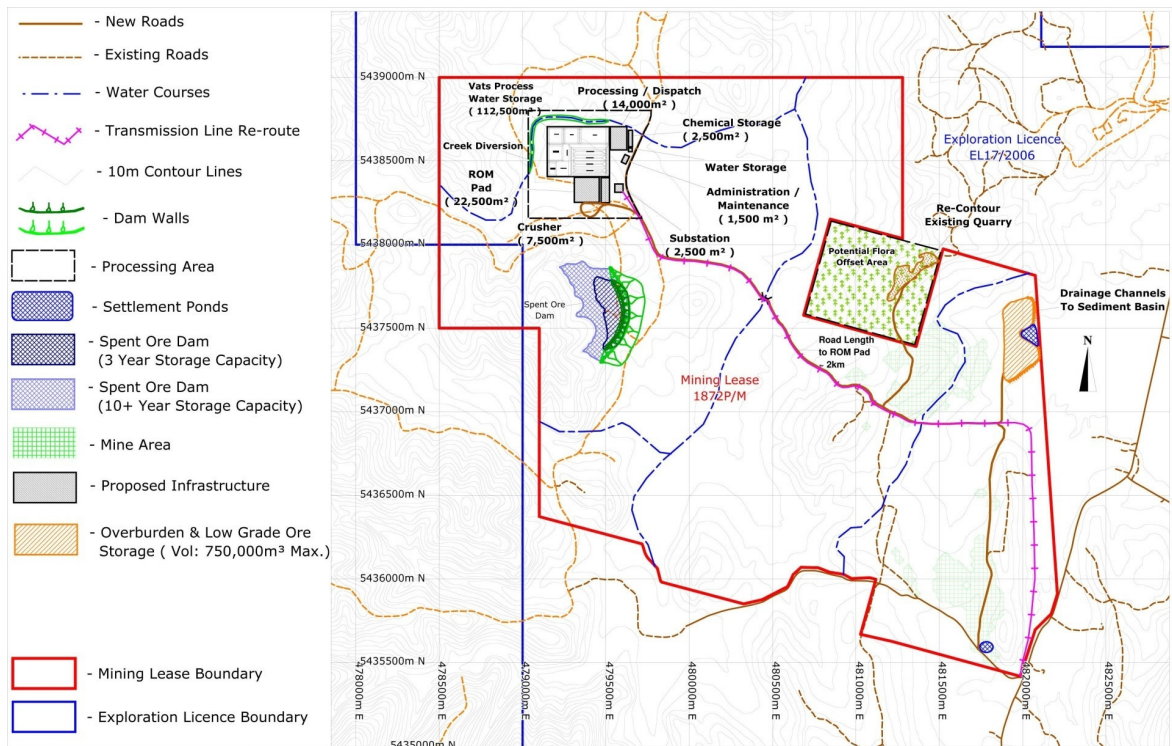 - New Roads
- Existing Roads
- Water Courses
- Transmission Line Re-route
- 10m Contour Lines
- Dam Walls
- Processing Area
- Settlement Ponds
- Spent Ore Dam
(3 Year Storage Capacity)
- Spent Ore Dam
(10+ Year Storage Capacity)
- Mine Area
- Proposed Infrastructure
- Overburden & Low Grade Ore
Storage ( Vol: 750,000m³ Max.)
- Mining Lease Boundary
- Exploration Licence Boundary
5439000m N
5438500m N
5438000m N
5437500m N
5437000m N
5436500m N
5436000m N
5435500m N
5435000m N
478000m E
478500m E
479000m E
479500m E
480000m E
480500m E
481000m E
481500m E
482000m E
482500m E
Vats Process
Water Storage
( 112,500m² )
Processing / Dispatch
( 14,000m² )
Chemical Storage
( 2,500m² )
Creek Diversion
Water Storage
ROM
Pad
( 22,500m² )
Administration /
Maintenance
( 1,500 m² )
Crusher
( 7,500m² )
Substation
( 2,500 m² )
Exploration Licence
EL17/2006
Re-Contour
Existing Quarry
Potential Flora
Offset Area
Drainage Channels
To Sediment Basin
Spent Ore
Dam
Road Length
to ROM Pad
~ 2km
Mining Lease
1872P/M
N